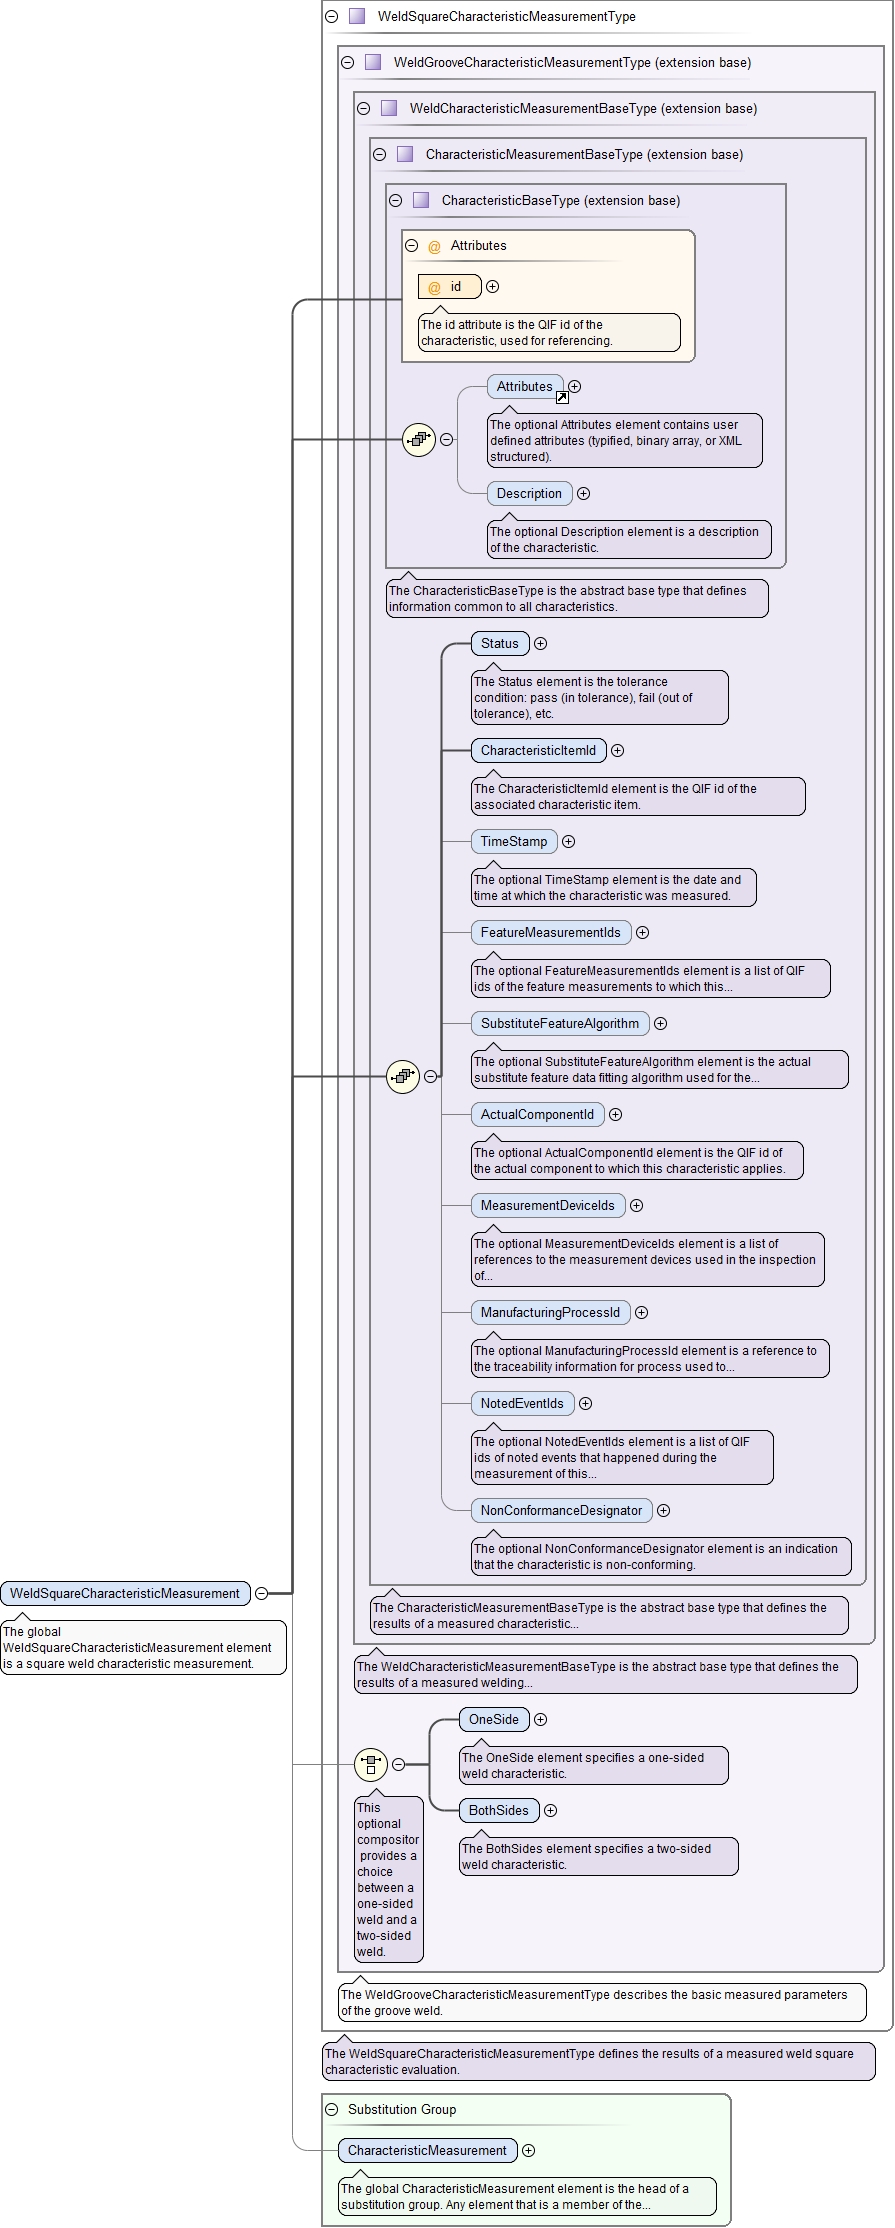 WeldSquareCharacteristicMeasurementType
WeldGrooveCharacteristicMeasurementType (extension base)
WeldCharacteristicMeasurementBaseType (extension base)
CharacteristicMeasurementBaseType (extension base)
CharacteristicBaseType (extension base)
@ Attributes
@ id
The id attribute is the QIF id of the
characteristic, used for referencing.
Attributes
The optional Attributes element contains user
defined attributes (typified, binary array, or XML
structured).
Description
The optional Description element is a description
of the characteristic.
The CharacteristicBaseType is the abstract base type that defines
information common to all characteristics.
Status
The Status element is the tolerance
condition: pass (in tolerance), fail (out of
tolerance), etc.
CharacteristicItemId
The CharacteristicItemId element is the QIF id of the
associated characteristic item.
TimeStamp
The optional TimeStamp element is the date and
time at which the characteristic was measured.
FeatureMeasurementIds
The optional FeatureMeasurementIds element is a list of QIF
ids of the feature measurements to which this...
SubstituteFeatureAlgorithm
The optional SubstituteFeatureAlgorithm element is the actual
substitute feature data fitting algorithm used for the...
ActualComponentId
The optional ActualComponentId element is the QIF id of
the actual component to which this characteristic applies.
MeasurementDeviceIds
The optional MeasurementDeviceIds element is a list of
references to the measurement devices used in the inspection
of...
ManufacturingProcessId
The optional ManufacturingProcessId element is a reference to
the traceability information for process used to...
NotedEventIds
The optional NotedEventIds element is a list of QIF
ids of noted events that happened during the
measurement of this...
NonConformanceDesignator
The optional NonConformanceDesignator element is an indication
that the characteristic is non-conforming.
WeldSquareCharacteristicMeasurement
The global
WeldSquareCharacteristicMeasurement element
is a square weld characteristic measurement.
The CharacteristicMeasurementBaseType is the abstract base type that defines the
results of a measured characteristic...
The WeldCharacteristicMeasurementBaseType is the abstract base type that defines the
results of a measured welding...
OneSide
The OneSide element specifies a one-sided
weld characteristic.
BothSides
The BothSides element specifies a two-sided
weld characteristic.
This
optional
compositor
provides a
choice
between a
one-sided
weld and a
two-sided
weld.
The WeldGrooveCharacteristicMeasurementType describes the basic measured parameters
of the groove weld.
The WeldSquareCharacteristicMeasurementType defines the results of a measured weld square
characteristic evaluation.
Substitution Group
CharacteristicMeasurement
The global CharacteristicMeasurement element is the head of a
substitution group. Any element that is a member of the...